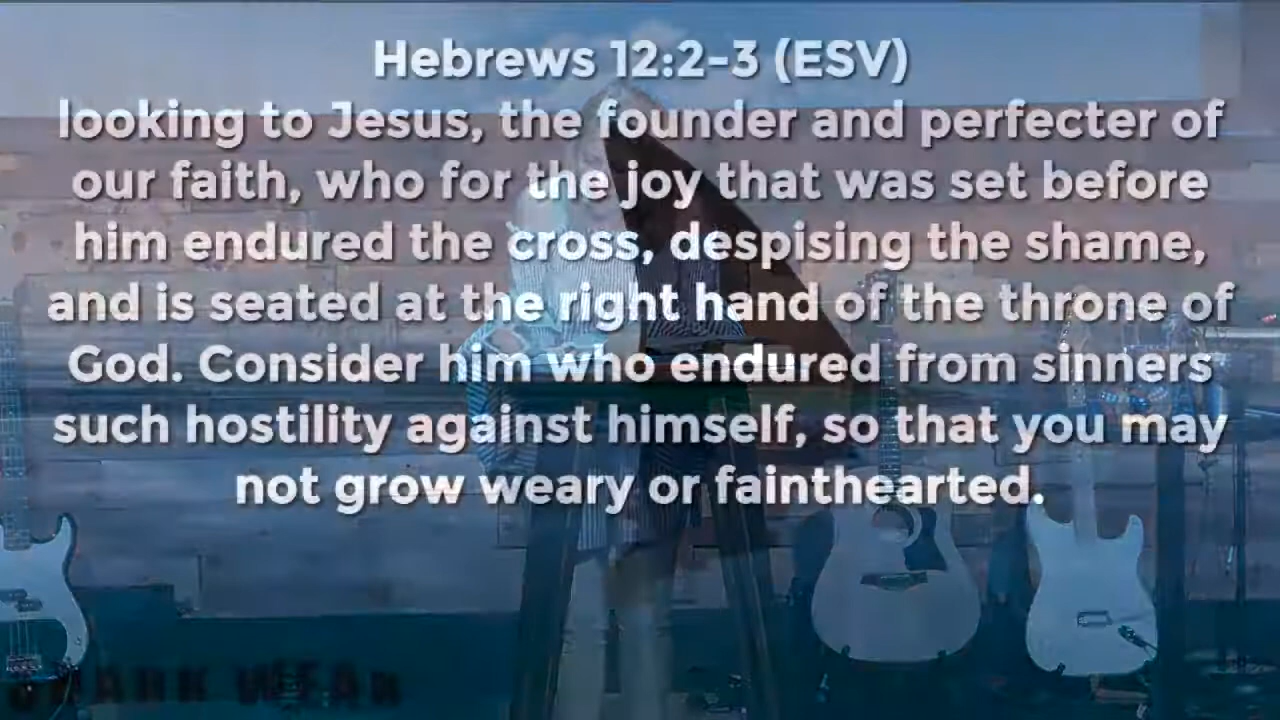 Hebrews 12:2-3 (ESV)
looking to Jesus, the founder and perfecter of
our faith, who for the joy that was set before
him endured the cross, despising the shame,
and is seated at the right hand of the throne of
God. Consider him who endured from sinners
such hostility against himself, so that you may
not grow weary or fainthearted.